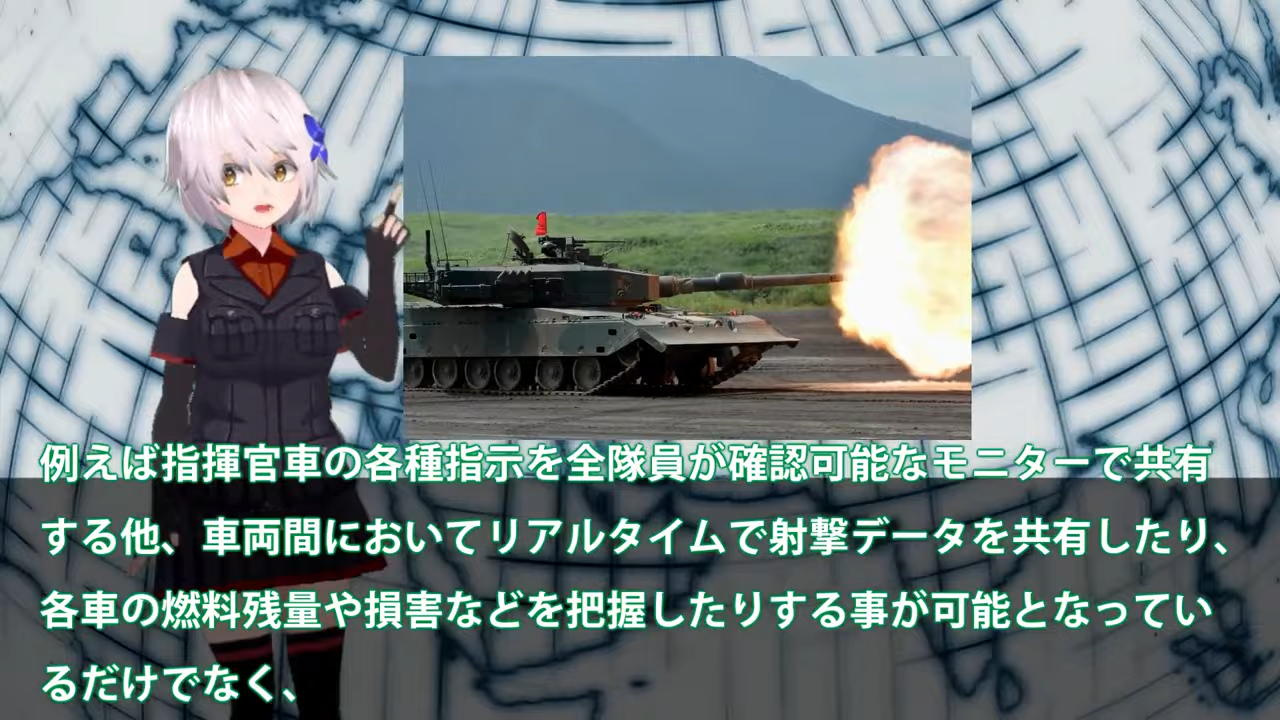 例えば指揮官車の各種指示を全隊員が確認可能なモニターで共有
する他、車両間においてリアルタイムで射撃データを共有したり、
各車の燃料残量や損害などを把握したりする事が可能となってい
るだけでなく、